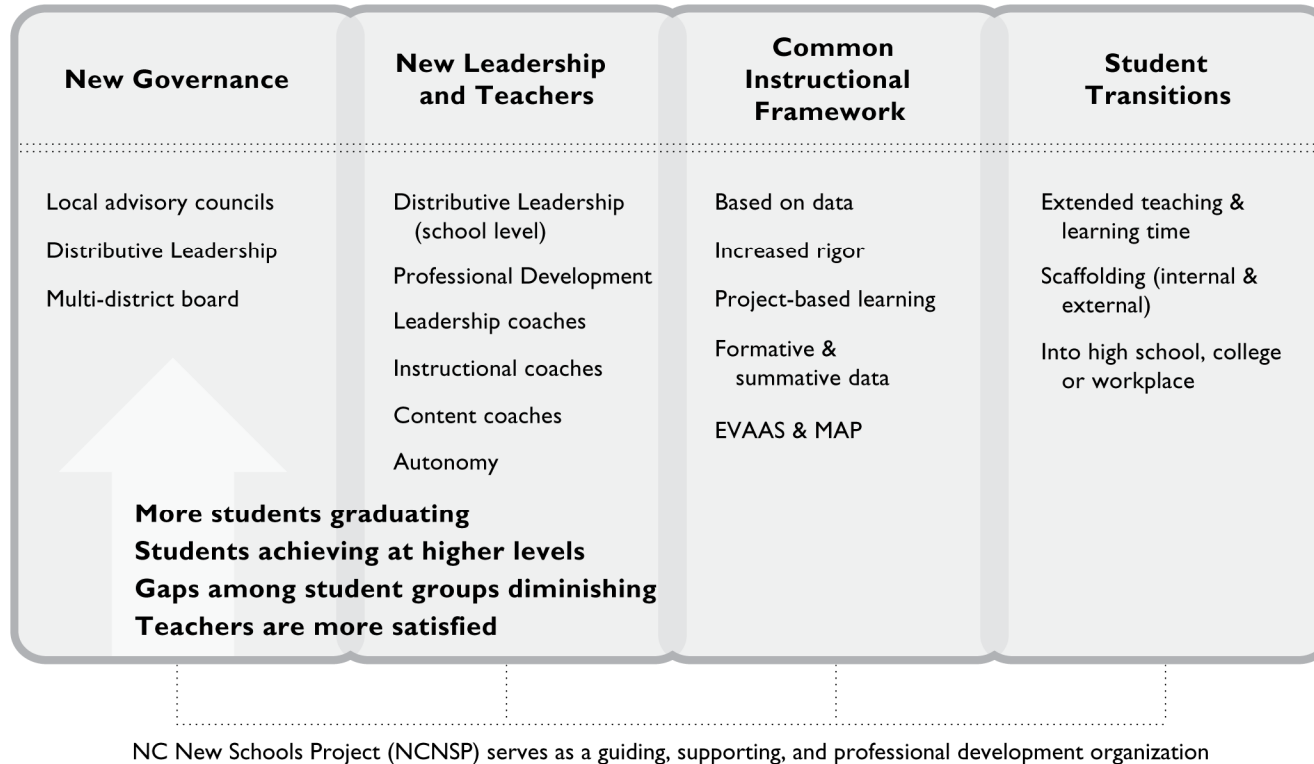 New Governance
Local advisory councils
Distributive Leadership
Multi-district board
New Leadership
and Teachers
Distributive Leadership
(school level)
Professional Development
Leadership coaches
Instructional coaches
Content coaches
Autonomy
Common
Instructional
Framework
Based on data
Increased rigor
Project-based learning
Formative &
summative data
EVAAS & MAP
Student
Transitions
Extended teaching &
learning time
Scaffolding (internal &
external)
Into high school, college
or workplace
More students graduating
Students achieving at higher levels
Gaps among student groups diminishing
Teachers are more satisfied
NC New Schools Project (NCNSP) serves as a guiding, supporting, and professional development organization